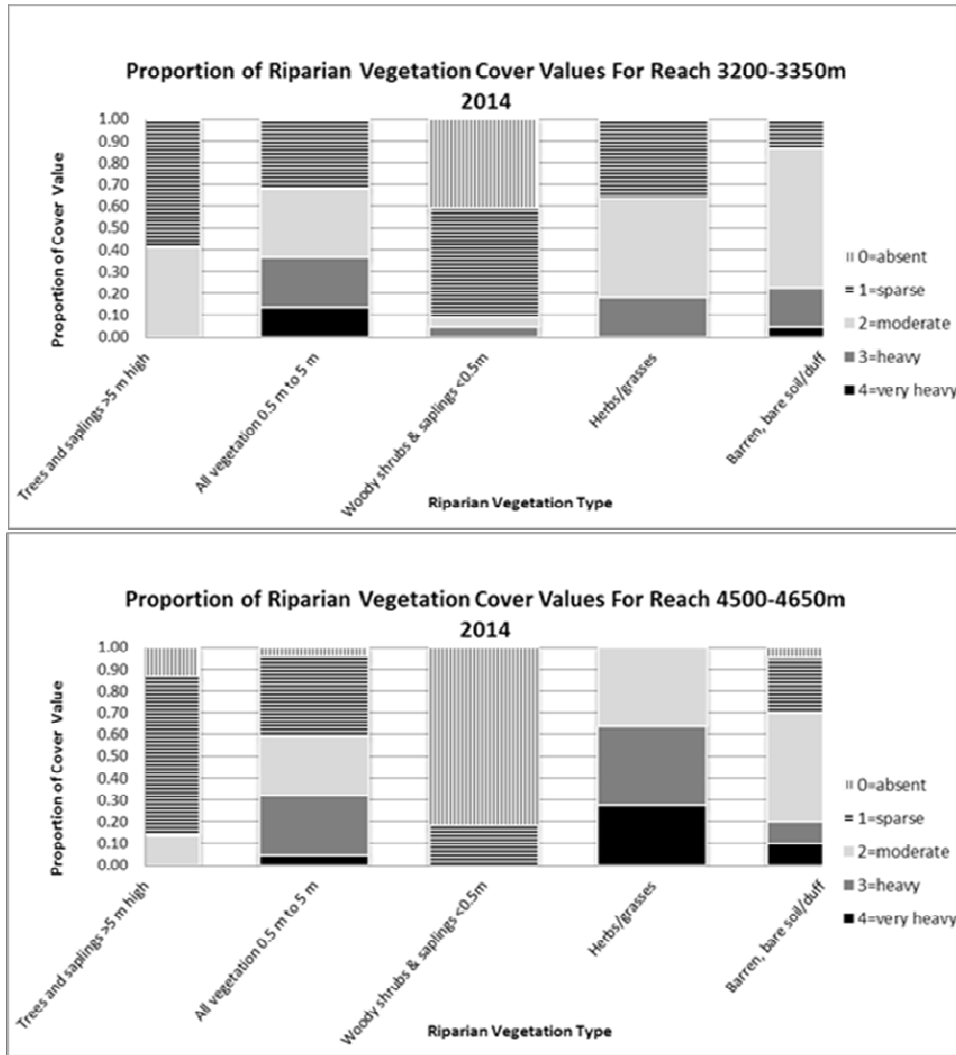 Proportion of Riparian Vegetation Cover Values For Reach 3200-3350m
2014
Proportion of Cover Value
1.00
0.90
0.80
0.70
0.60
0.50
0.40
0.30
0.20
0.10
0.00
Trees and saplings >5 m high
All vegetation 0.5 m to 5 m
Woody shrubs & saplings <0.5m
Herbs/grasses
Barren, bare soil/duff
Riparian Vegetation Type
0=absent
1=sparse
2=moderate
3=heavy
4=very heavy
Proportion of Riparian Vegetation Cover Values For Reach 4500-4650m
2014
Proportion of Cover Value
1.00
0.90
0.80
0.70
0.60
0.50
0.40
0.30
0.20
0.10
0.00
Trees and saplings >5 m high
All vegetation 0.5 m to 5 m
Woody shrubs & saplings <0.5m
Herbs/grasses
Barren, bare soil/duff
Riparian Vegetation Type
0=absent
1=sparse
2=moderate
3=heavy
4=very heavy